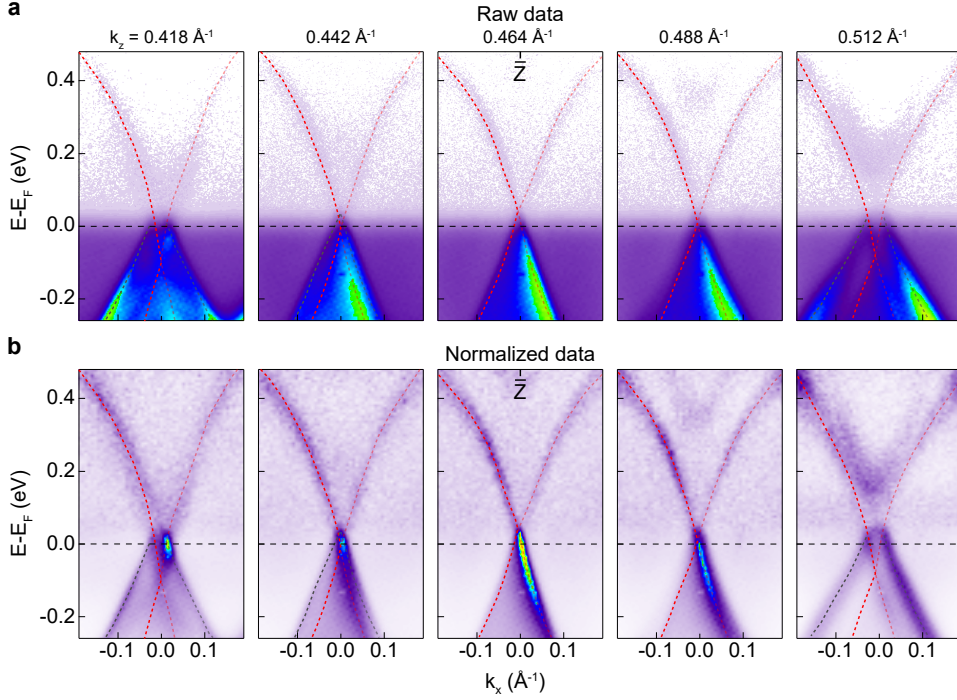 a
Raw data
k_z = 0.418 Å⁻¹ 0.442 Å⁻¹ 0.464 Å⁻¹ 0.488 Å⁻¹ 0.512 Å⁻¹
Z̅
0.4
0.2
0.0
-0.2
E-E_F (eV)
b
Normalized data
Z̅
0.4
0.2
0.0
-0.2
E-E_F (eV)
-0.1 0.0 0.1 -0.1 0.0 0.1 -0.1 0.0 0.1 -0.1 0.0 0.1 -0.1 0.0 0.1
k_x (Å⁻¹)